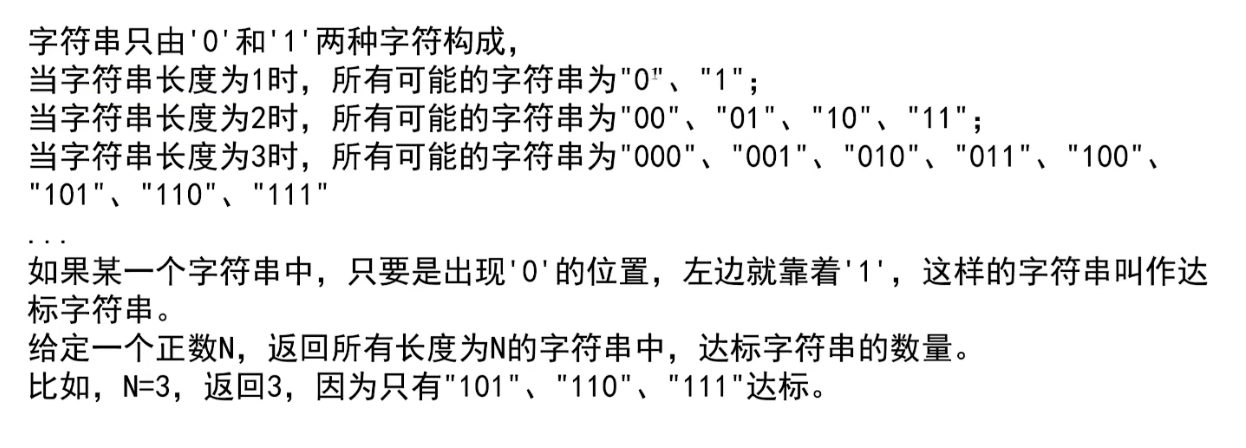 字符串只由'0'和'1'两种字符构成，
当字符串长度为1时，所有可能的字符串为"0"、"1"；
当字符串长度为2时，所有可能的字符串为"00"、"01"、"10"、"11"；
当字符串长度为3时，所有可能的字符串为"000"、"001"、"010"、"011"、"100"、
"101"、"110"、"111"
...
如果某一个字符串中，只要是出现'0'的位置，左边就靠着'1'，这样的字符串叫作达
标字符串。
给定一个正数N，返回所有长度为N的字符串中，达标字符串的数量。
比如，N=3，返回3，因为只有"101"、"110"、"111"达标。